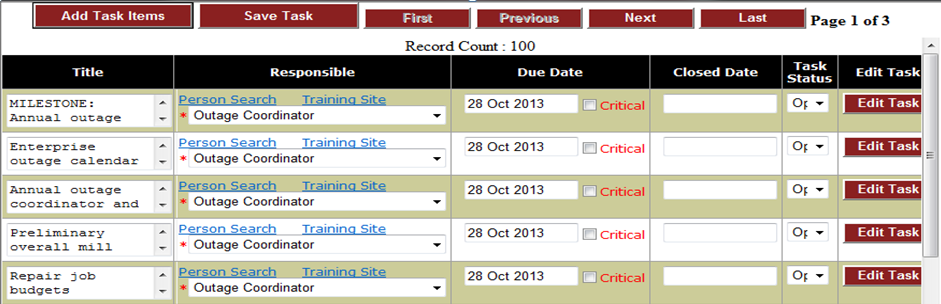 Add Task Items Save Task First Previous Next Last Page 1 of 3
Record Count : 100
Title Responsible Due Date Closed Date Task Status Edit Task
MILESTONE: Person Search Training Site
Annual outage * Outage Coordinator 28 Oct 2013 Critical Op Edit Task
Enterprise Person Search Training Site
outage calendar * Outage Coordinator 28 Oct 2013 Critical Op Edit Task
Annual outage Person Search Training Site
coordinator and * Outage Coordinator 28 Oct 2013 Critical Op Edit Task
Preliminary Person Search Training Site
overall mill * Outage Coordinator 28 Oct 2013 Critical Op Edit Task
Repair job Person Search Training Site
budgets * Outage Coordinator 28 Oct 2013 Critical Op Edit Task